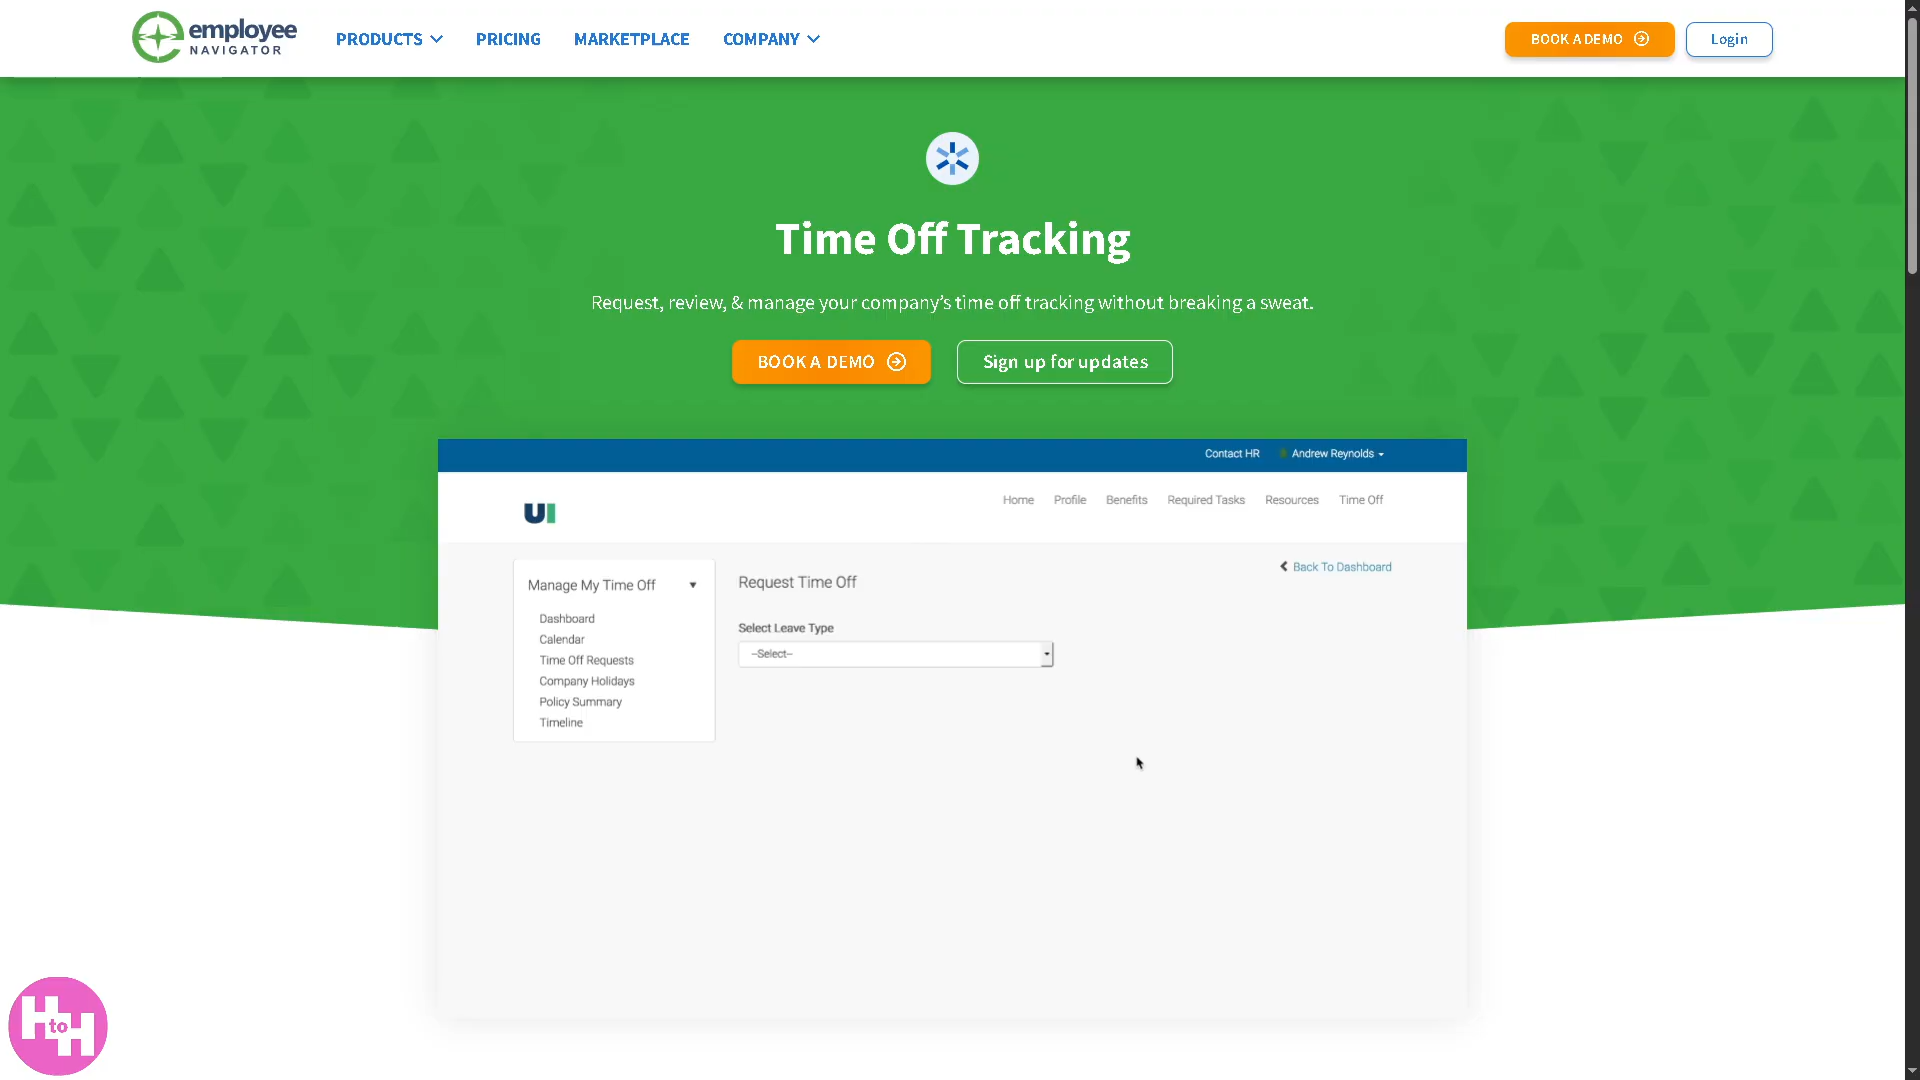 employee
NAVIGATOR
PRODUCTS
PRICING
MARKETPLACE
COMPANY
BOOK A DEMO
Login
Time Off Tracking
Request, review, & manage your company’s time off tracking without breaking a sweat.
BOOK A DEMO
Sign up for updates
Contact HR
Andrew Reynolds
UI
Home
Profile
Benefits
Required Tasks
Resources
Time Off
Back To Dashboard
Manage My Time Off
Dashboard
Calendar
Time Off Requests
Company Holidays
Policy Summary
Timeline
Request Time Off
Select Leave Type
--Select--
H to H